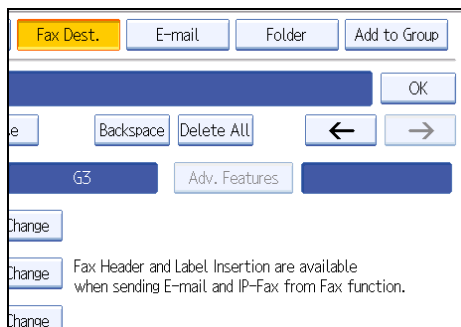 Fax Dest. E-mail Folder Add to Group
OK
Backspace Delete All ← →
G3 Adv. Features
Change
Change Fax Header and Label Insertion are available
when sending E-mail and IP-Fax from Fax function.
Change